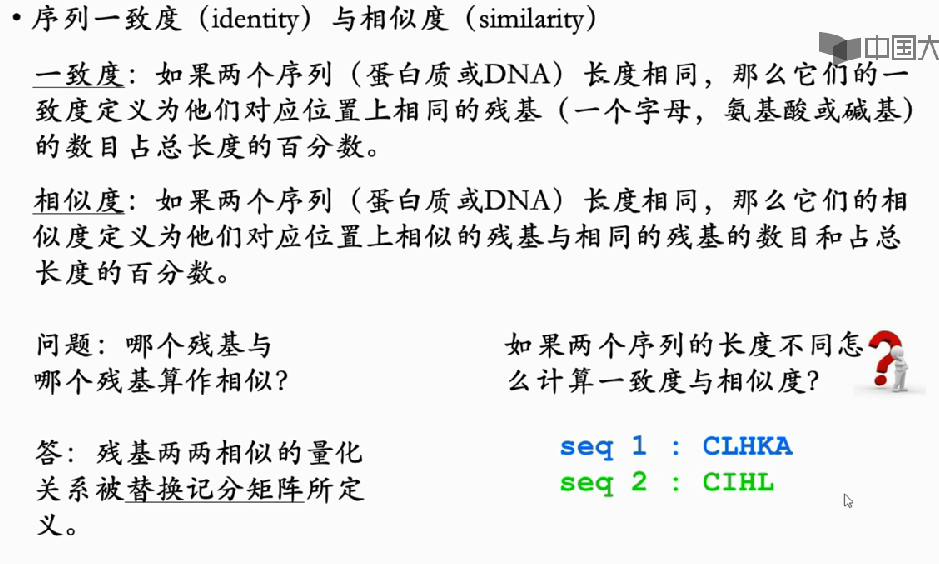 • 序列一致度（identity）与相似度（similarity）
中国大
一致度：如果两个序列（蛋白质或DNA）长度相同，那么它们的一
致度定义为他们对应位置上相同的残基（一个字母，氨基酸或碱基）
的数目占总长度的百分数。
相似度：如果两个序列（蛋白质或DNA）长度相同，那么它们的相
似度定义为他们对应位置上相似的残基与相同的残基的数目和占总
长度的百分数。
问题：哪个残基与
哪个残基算作相似？
答：残基两两相似的量化
关系被替换记分矩阵所定
义。
如果两个序列的长度不同怎
么计算一致度与相似度？
seq 1 : CLHKA
seq 2 : CIHL